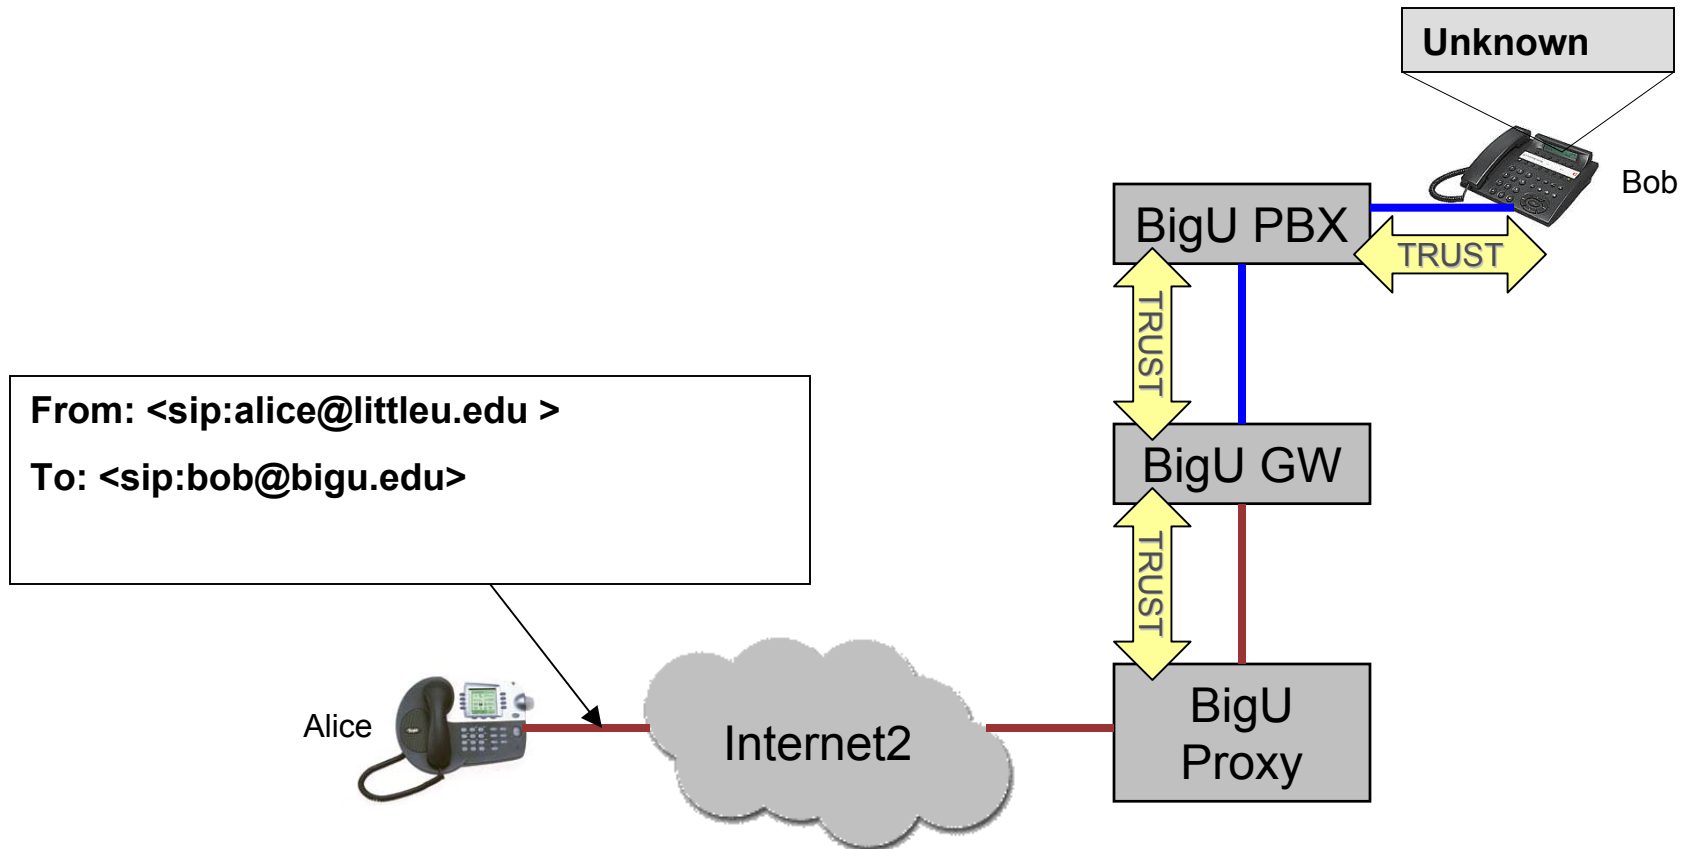 Unknown
Bob
BigU PBX
TRUST
TRUST
From: <sip:alice@littleu.edu >
To: <sip:bob@bigu.edu>
BigU GW
TRUST
Alice
Internet2
BigU
Proxy